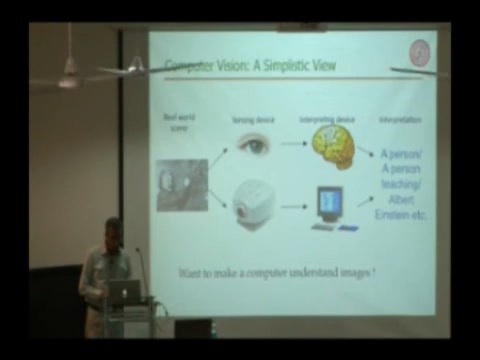 Computer Vision: A Simplistic View
Real world
scene
Sensing device
Interpreting device
Interpretation
A person/
A person
teaching/
Albert
Einstein etc.
Want to make a computer understand images !